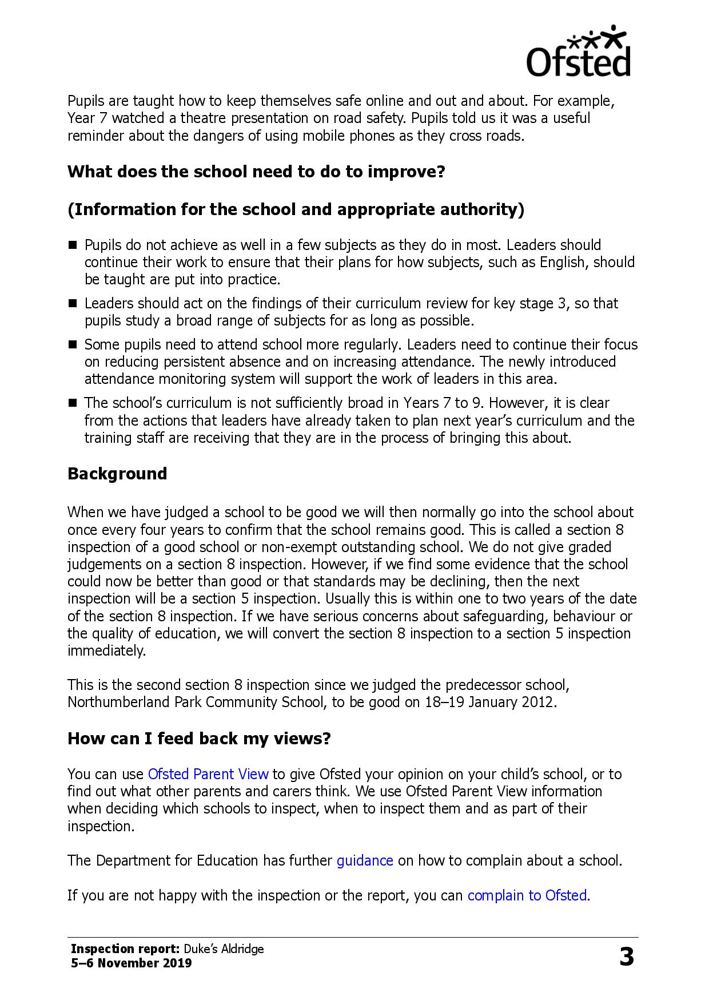 Ofsted
Pupils are taught how to keep themselves safe online and out and about. For example,
Year 7 watched a theatre presentation on road safety. Pupils told us it was a useful
reminder about the dangers of using mobile phones as they cross roads.
What does the school need to do to improve?
(Information for the school and appropriate authority)
■ Pupils do not achieve as well in a few subjects as they do in most. Leaders should
continue their work to ensure that their plans for how subjects, such as English, should
be taught are put into practice.
■ Leaders should act on the findings of their curriculum review for key stage 3, so that
pupils study a broad range of subjects for as long as possible.
■ Some pupils need to attend school more regularly. Leaders need to continue their focus
on reducing persistent absence and on increasing attendance. The newly introduced
attendance monitoring system will support the work of leaders in this area.
■ The school’s curriculum is not sufficiently broad in Years 7 to 9. However, it is clear
from the actions that leaders have already taken to plan next year’s curriculum and the
training staff are receiving that they are in the process of bringing this about.
Background
When we have judged a school to be good we will then normally go into the school about
once every four years to confirm that the school remains good. This is called a section 8
inspection of a good school or non-exempt outstanding school. We do not give graded
judgements on a section 8 inspection. However, if we find some evidence that the school
could now be better than good or that standards may be declining, then the next
inspection will be a section 5 inspection. Usually this is within one to two years of the date
of the section 8 inspection. If we have serious concerns about safeguarding, behaviour or
the quality of education, we will convert the section 8 inspection to a section 5 inspection
immediately.
This is the second section 8 inspection since we judged the predecessor school,
Northumberland Park Community School, to be good on 18–19 January 2012.
How can I feed back my views?
You can use Ofsted Parent View to give Ofsted your opinion on your child’s school, or to
find out what other parents and carers think. We use Ofsted Parent View information
when deciding which schools to inspect, when to inspect them and as part of their
inspection.
The Department for Education has further guidance on how to complain about a school.
If you are not happy with the inspection or the report, you can complain to Ofsted.
Inspection report: Duke’s Aldridge
5–6 November 2019
3